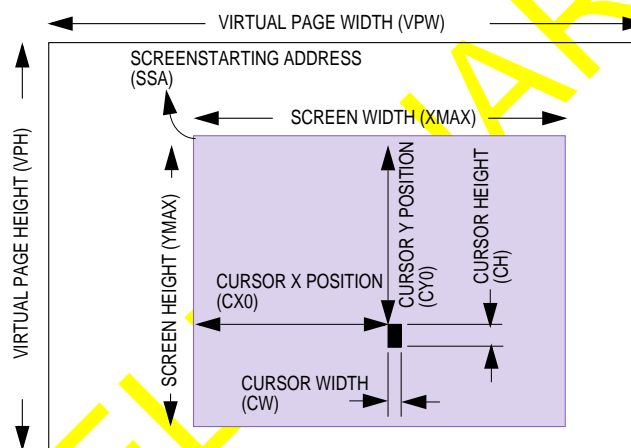 VIRTUAL PAGE WIDTH (VPW)
SCREENSTARTING ADDRESS
(SSA)
SCREEN WIDTH (XMAX)
VIRTUAL PAGE HEIGHT (VPH)
SCREEN HEIGHT (YMAX)
CURSOR X POSITION
(CX0)
CURSOR Y POSITION
(CY0)
CURSOR HEIGHT
(CH)
CURSOR WIDTH
(CW)